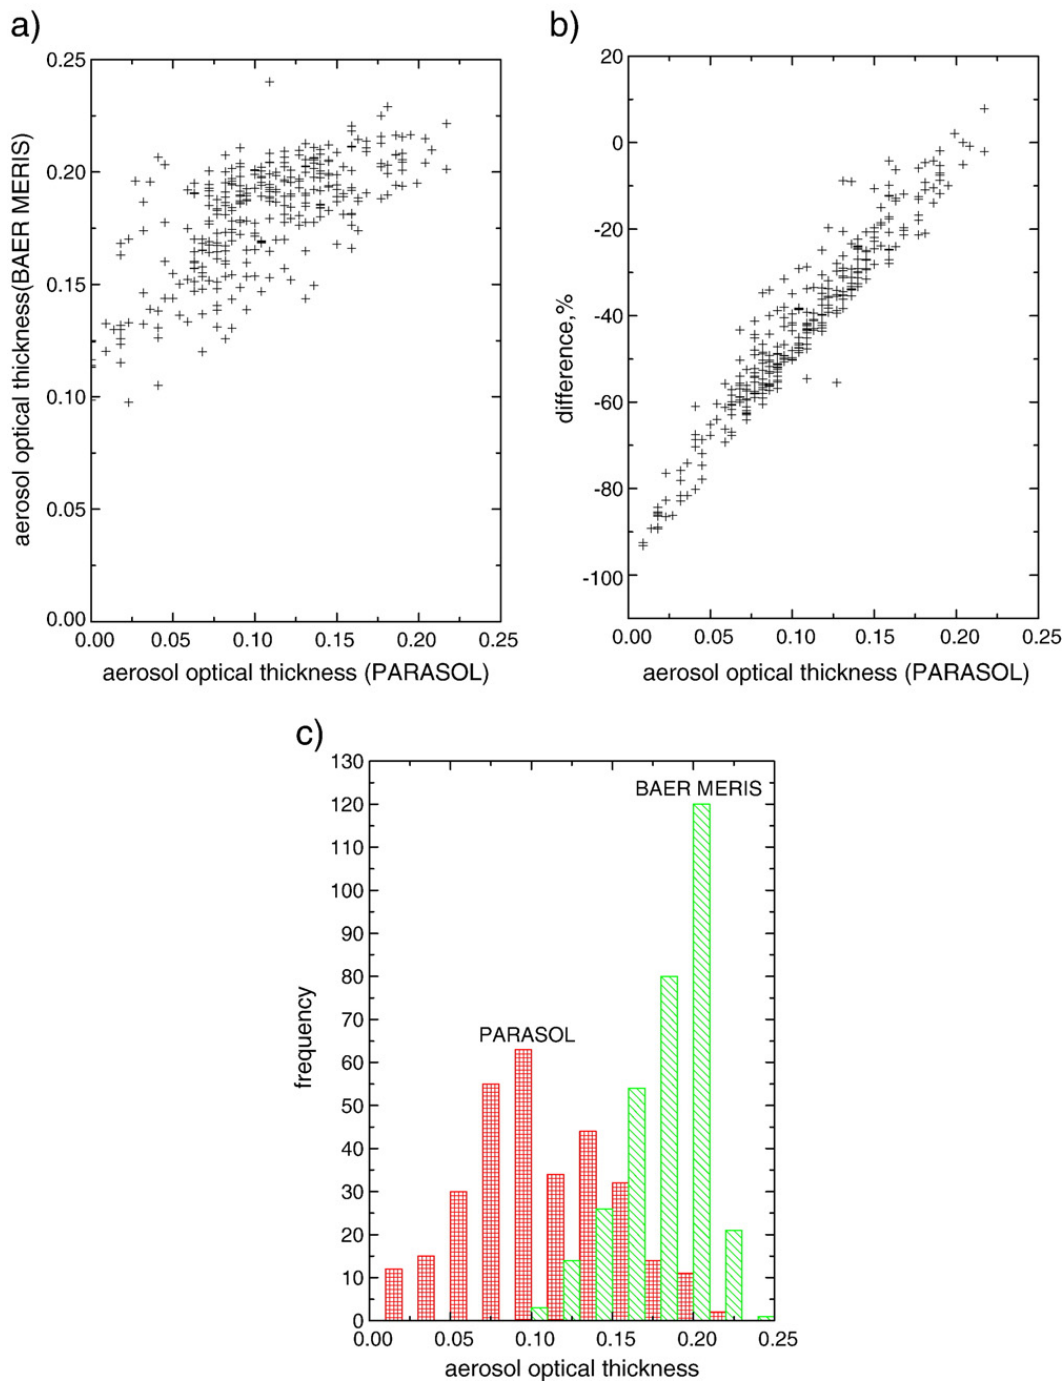 a)
0.25
0.20
0.15
0.10
0.05
0.00
aerosol optical thickness(BAER MERIS)
0.00 0.05 0.10 0.15 0.20 0.25
aerosol optical thickness (PARASOL)
b)
20
0
-20
-40
-60
-80
-100
difference,%
0.00 0.05 0.10 0.15 0.20 0.25
aerosol optical thickness (PARASOL)
c)
130
120
110
100
90
80
70
60
50
40
30
20
10
0
frequency
BAER MERIS
PARASOL
0.00 0.05 0.10 0.15 0.20 0.25
aerosol optical thickness